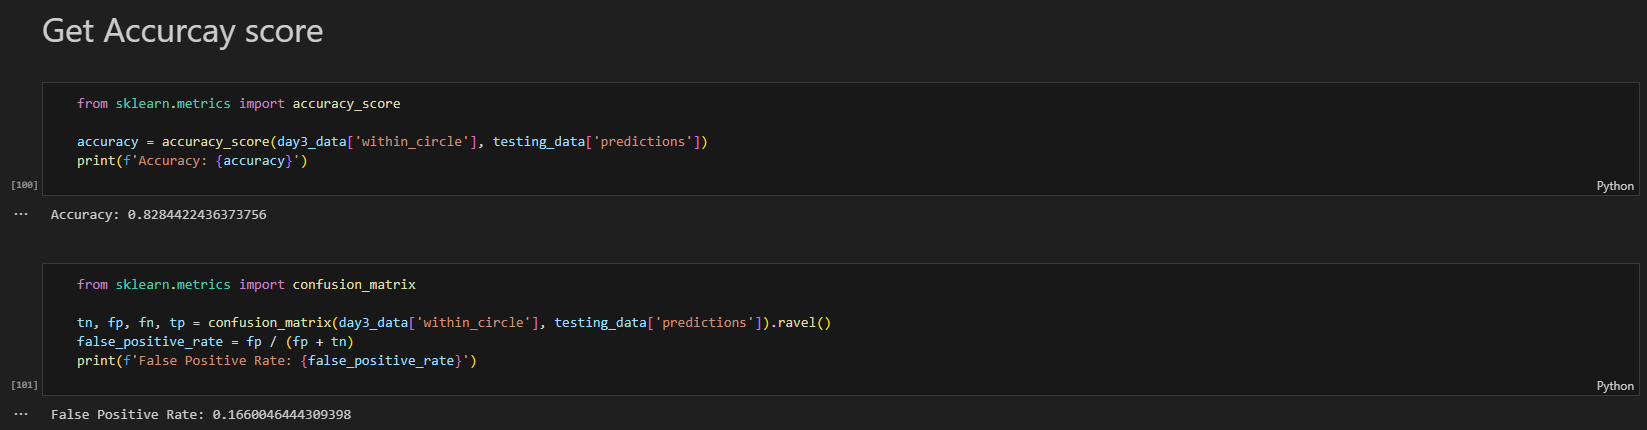 Get Accurcay score
from sklearn.metrics import accuracy_score
accuracy = accuracy_score(day3_data['within_circle'], testing_data['predictions'])
print(f'Accuracy: {accuracy}')
[100]
Python
... Accuracy: 0.8284422436373756
from sklearn.metrics import confusion_matrix
tn, fp, fn, tp = confusion_matrix(day3_data['within_circle'], testing_data['predictions']).ravel()
false_positive_rate = fp / (fp + tn)
print(f'False Positive Rate: {false_positive_rate}')
[101]
Python
... False Positive Rate: 0.1660046444309398